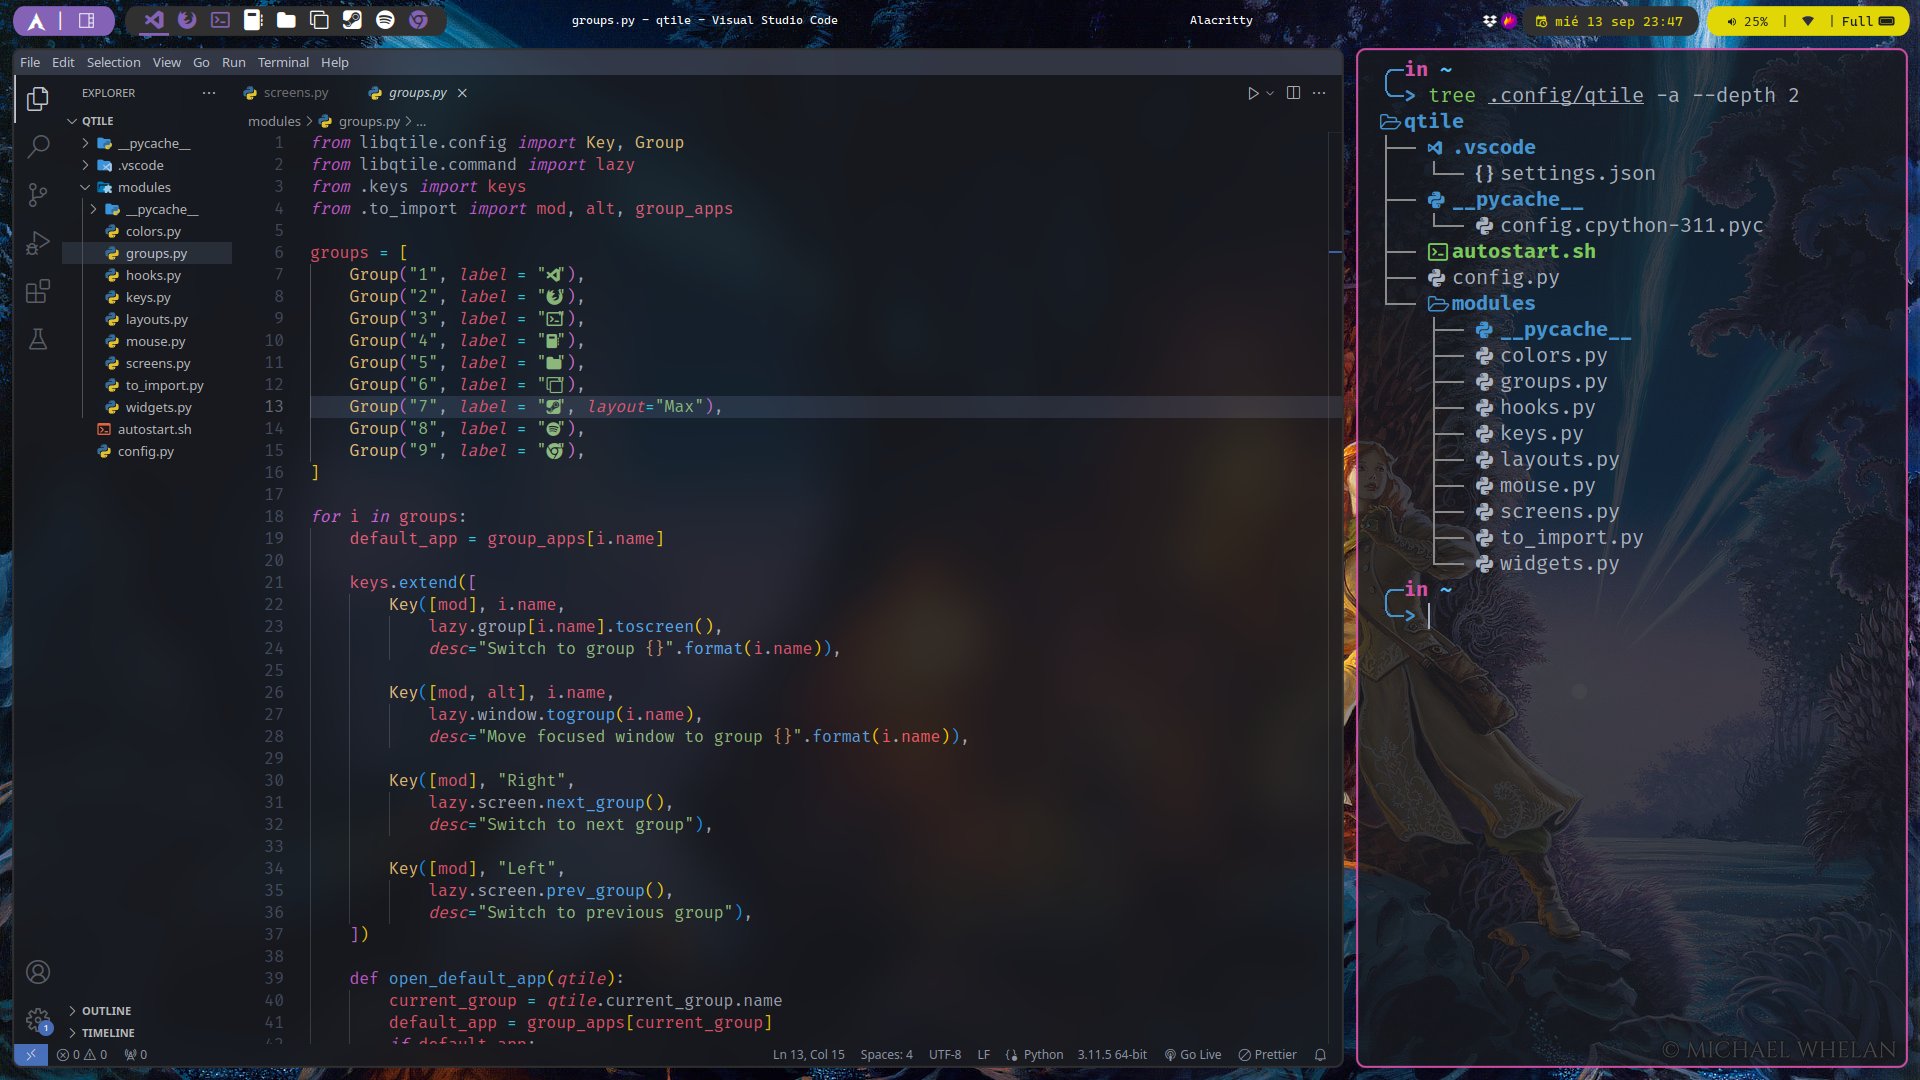 groups.py - qtile - Visual Studio Code
Alacritty
mié 13 sep 23:47
25% | | Full
File Edit Selection View Go Run Terminal Help
EXPLORER
QTILE
__pycache__
.vscode
modules
__pycache__
colors.py
groups.py
hooks.py
keys.py
layouts.py
mouse.py
screens.py
to_import.py
widgets.py
autostart.sh
config.py
OUTLINE
TIMELINE
1
screens.py groups.py
modules > groups.py > ...
1 from libqtile.config import Key, Group
2 from libqtile.command import lazy
3 from .keys import keys
4 from .to_import import mod, alt, group_apps
5
6 groups = [
7 Group("1", label = ""),
8 Group("2", label = ""),
9 Group("3", label = ""),
10 Group("4", label = ""),
11 Group("5", label = ""),
12 Group("6", label = ""),
13 Group("7", label = "", layout="Max"),
14 Group("8", label = ""),
15 Group("9", label = ""),
16 ]
17
18 for i in groups:
19 default_app = group_apps[i.name]
20
21 keys.extend([
22 Key([mod], i.name,
23 lazy.group[i.name].toscreen(),
24 desc="Switch to group {}".format(i.name)),
25
26 Key([mod, alt], i.name,
27 lazy.window.togroup(i.name),
28 desc="Move focused window to group {}".format(i.name)),
29
30 Key([mod], "Right",
31 lazy.screen.next_group(),
32 desc="Switch to next group"),
33
34 Key([mod], "Left",
35 lazy.screen.prev_group(),
36 desc="Switch to previous group"),
37 ])
38
39 def open_default_app(qtile):
40 current_group = qtile.current_group.name
41 default_app = group_apps[current_group]
42 if default_app:
0 0 0 Ln 13, Col 15 Spaces: 4 UTF-8 LF Python 3.11.5 64-bit Go Live Prettier
in ~
> tree .config/qtile -a --depth 2
qtile
.vscode
{} settings.json
__pycache__
config.cpython-311.pyc
autostart.sh
config.py
modules
__pycache__
colors.py
groups.py
hooks.py
keys.py
layouts.py
mouse.py
screens.py
to_import.py
widgets.py
in ~
>
© MICHAEL WHELAN